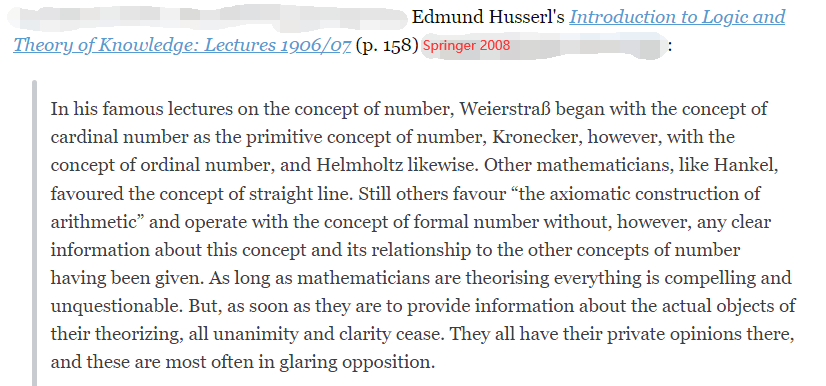 Edmund Husserl's Introduction to Logic and
Theory of Knowledge: Lectures 1906/07 (p. 158) Springer 2008 :
In his famous lectures on the concept of number, Weierstraß began with the concept of
cardinal number as the primitive concept of number, Kronecker, however, with the
concept of ordinal number, and Helmholtz likewise. Other mathematicians, like Hankel,
favoured the concept of straight line. Still others favour “the axiomatic construction of
arithmetic” and operate with the concept of formal number without, however, any clear
information about this concept and its relationship to the other concepts of number
having been given. As long as mathematicians are theorising everything is compelling and
unquestionable. But, as soon as they are to provide information about the actual objects of
their theorizing, all unanimity and clarity cease. They all have their private opinions there,
and these are most often in glaring opposition.